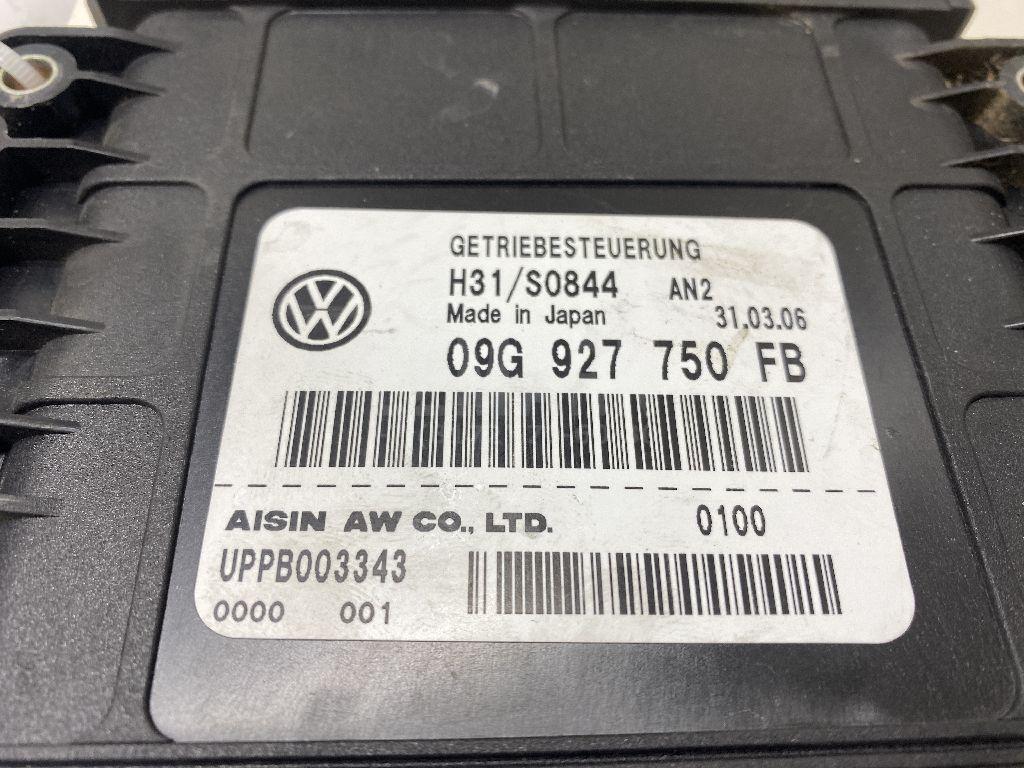 GETRIEBESTEUERUNG
H31/S0844 AN2
Made in Japan 31.03.06
09G 927 750 FB
AISIN AW CO., LTD. 0100
UPPB003343
0000 001